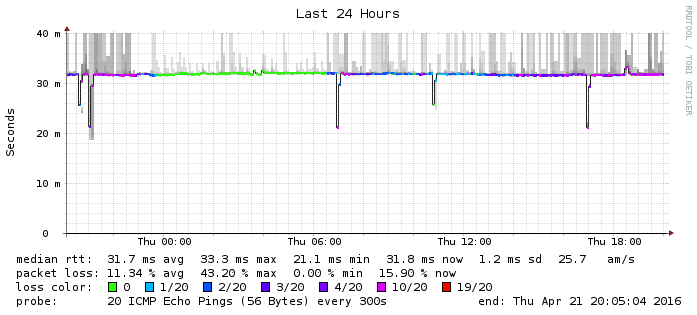 Last 24 Hours
RRDTOOL / TOBI OETIKER
Seconds
40 m
30 m
20 m
10 m
0
Thu 00:00 Thu 06:00 Thu 12:00 Thu 18:00
median rtt: 31.7 ms avg 33.3 ms max 21.1 ms min 31.8 ms now 1.2 ms sd 25.7 am/s
packet loss: 11.34 % avg 43.20 % max 0.00 % min 15.90 % now
loss color: 0 1/20 2/20 3/20 4/20 10/20 19/20
probe: 20 ICMP Echo Pings (56 Bytes) every 300s end: Thu Apr 21 20:05:04 2016